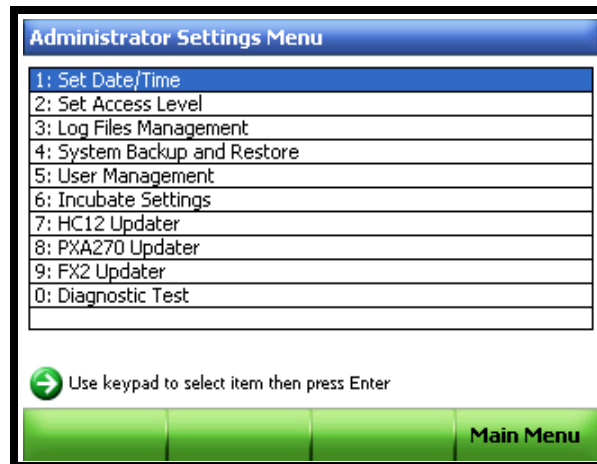 Administrator Settings Menu
1: Set Date/Time
2: Set Access Level
3: Log Files Management
4: System Backup and Restore
5: User Management
6: Incubate Settings
7: HC12 Updater
8: PXA270 Updater
9: FX2 Updater
0: Diagnostic Test
Use keypad to select item then press Enter
Main Menu